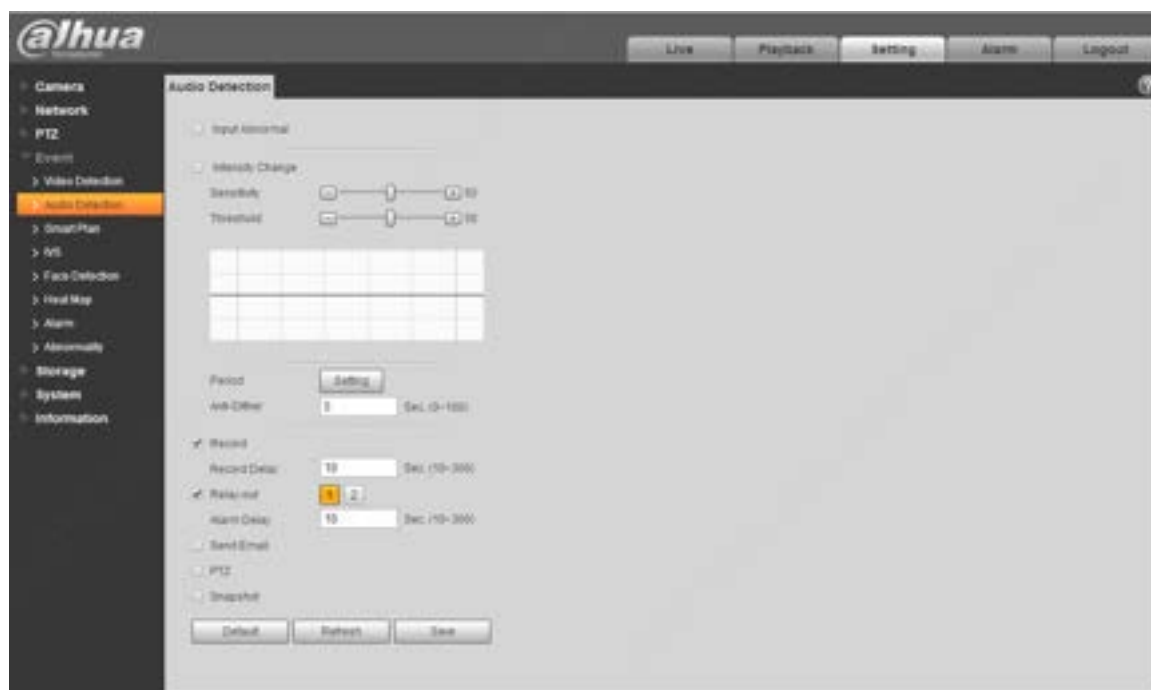 alhua
Live Playback Setting Alarm Logout
Camera
Network
PTZ
Event
> Video Detection
> Audio Detection
> Smart Plan
> IVS
> Face Detection
> Heat Map
> Alarm
> Abnormality
Storage
System
Information
Audio Detection
Input Abnormal
Intensity Change
Sensitivity 50
Threshold 50
Period Setting
Anti-Dither 5 Sec. (0~100)
Record
Record Delay 10 Sec. (10~300)
Relay-out 1 2
Alarm Delay 10 Sec. (10~300)
Send Email
PTZ
Snapshot
Default Refresh Save